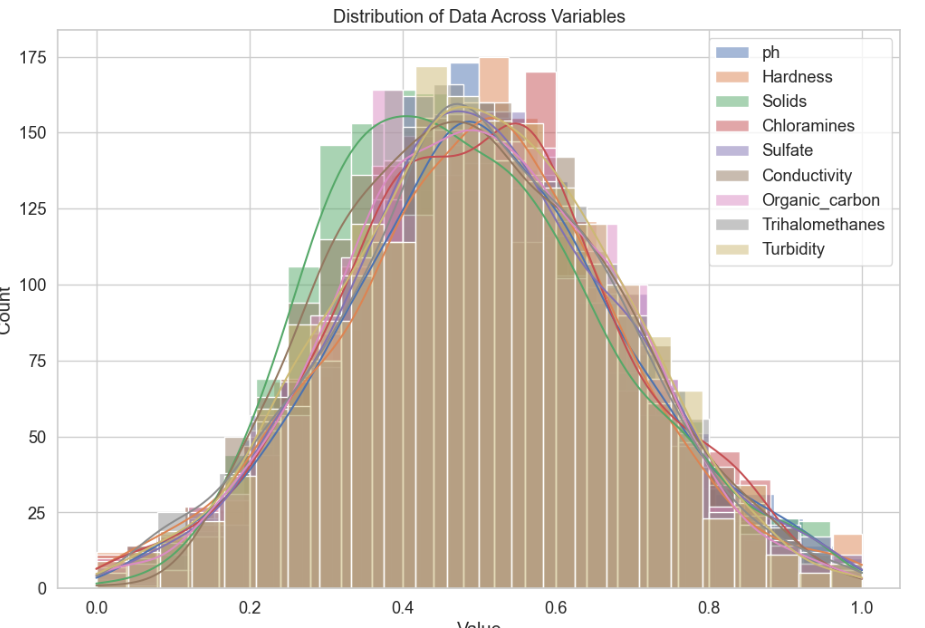 Distribution of Data Across Variables
175
150
125
100
75
50
25
0
Count
ph
Hardness
Solids
Chloramines
Sulfate
Conductivity
Organic_carbon
Trihalomethanes
Turbidity
0.0 0.2 0.4 0.6 0.8 1.0
Value